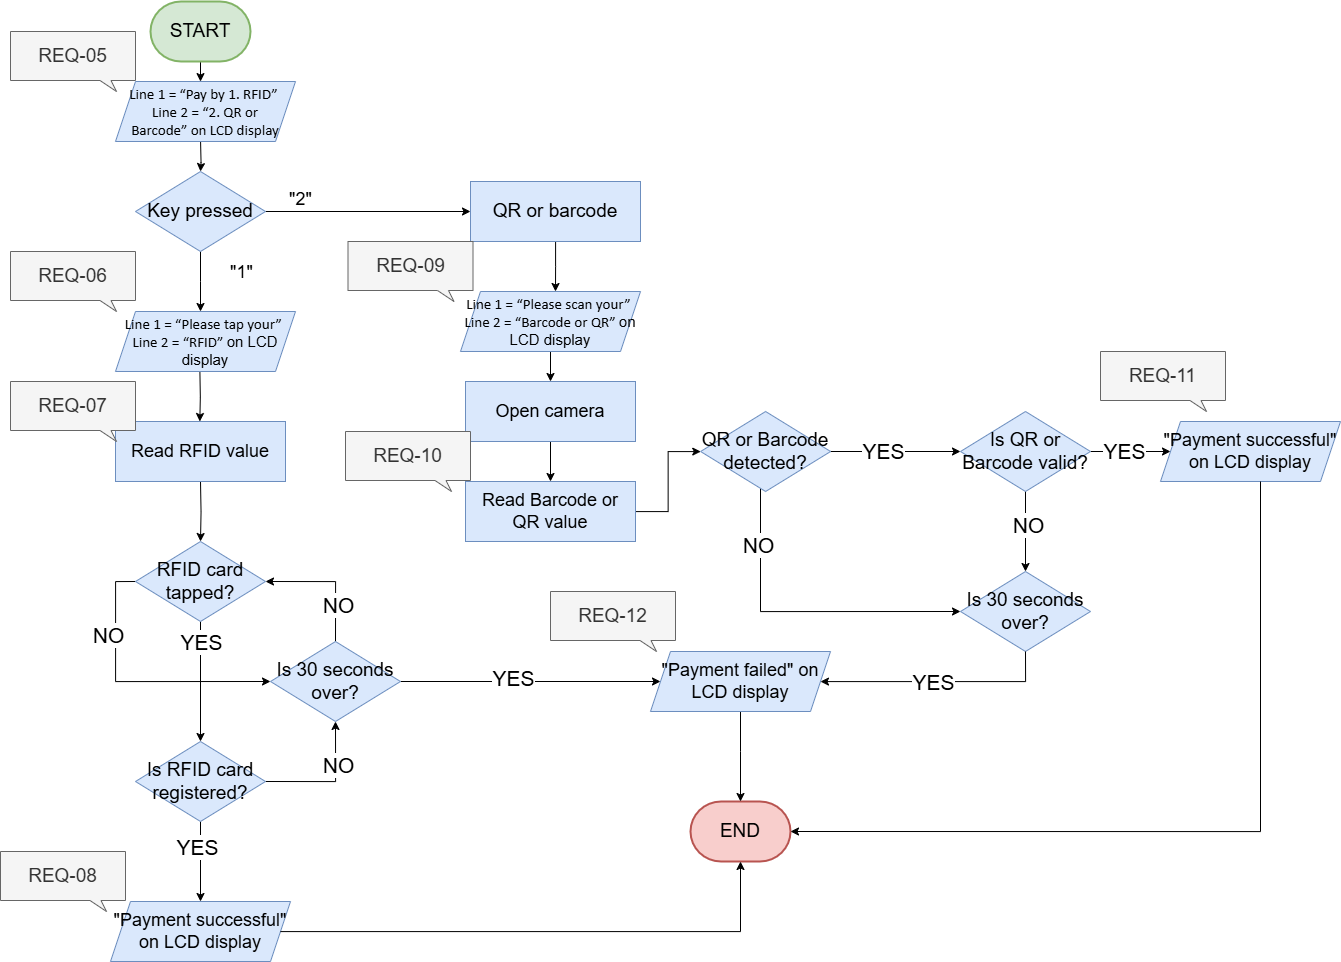 START
REQ-05
Line 1 = “Pay by 1. RFID”
Line 2 = “2. QR or
Barcode” on LCD display
Key pressed
"2"
QR or barcode
"1"
REQ-06
Line 1 = “Please tap your”
Line 2 = “RFID” on LCD
display
REQ-09
Line 1 = “Please scan your”
Line 2 = “Barcode or QR” on
LCD display
REQ-07
Read RFID value
Open camera
REQ-10
Read Barcode or
QR value
QR or Barcode
detected?
YES
Is QR or
Barcode valid?
YES
REQ-11
"Payment successful"
on LCD display
NO
NO
Is 30 seconds
over?
YES
RFID card
tapped?
NO
YES
NO
Is 30 seconds
over?
YES
REQ-12
"Payment failed" on
LCD display
Is RFID card
registered?
NO
YES
REQ-08
"Payment successful"
on LCD display
END